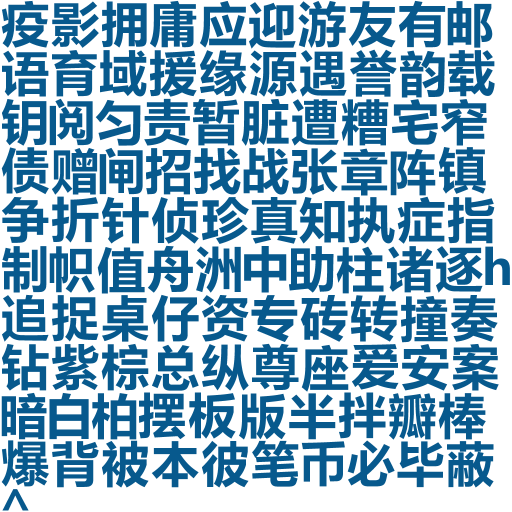 疫影拥庸应迎游友有邮
语育域援缘源遇誉韵载
钥阅匀责暂脏遭糟宅窄
债赠闸招找战张章阵镇
争折针侦珍真知执症指
制帜值舟洲中助柱诸逐h
追捉桌仔资专砖转撞奏
钻紫棕总纵尊座爱安案
暗白柏摆板版半拌瓣棒
爆背被本彼笔币必毕蔽
^